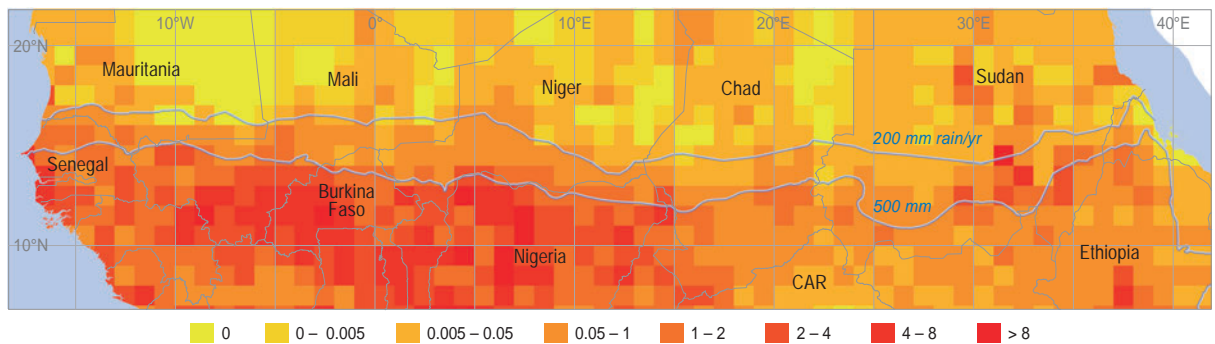 10°W 0° 10°E 20°E 30°E 40°E
20°N
Mauritania
Mali
Niger
Chad
Sudan
200 mm rain/yr
Senegal
Burkina
Faso
500 mm
10°N
Nigeria
CAR
Ethiopia
0 0 – 0.005 0.005 – 0.05 0.05 – 1 1 – 2 2 – 4 4 – 8 > 8